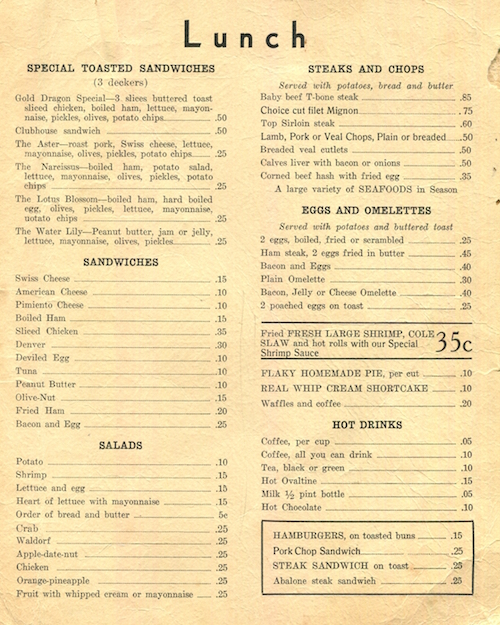 Lunch
SPECIAL TOASTED SANDWICHES
(3 deckers)
Gold Dragon Special—3 slices buttered toast
sliced chicken, boiled ham, lettuce, mayon-
naise, pickles, olives, potato chips .50
Clubhouse sandwich .50
The Aster—roast pork, Swiss cheese, lettuce,
mayonnaise, olives, pickles, potato chips .25
The Narcissus—boiled ham, potato salad,
lettuce, mayonnaise, olives, pickles, potato
chips .25
The Lotus Blossom—boiled ham, hard boiled
egg, olives, pickles, lettuce, mayonnaise,
potato chips .25
The Water Lily—Peanut butter, jam or jelly,
lettuce, mayonnaise, olives, pickles .25
SANDWICHES
Swiss Cheese .15
American Cheese .10
Pimiento Cheese .10
Boiled Ham .15
Sliced Chicken .35
Denver .30
Deviled Egg .10
Tuna .10
Peanut Butter .10
Olive-Nut .15
Fried Ham .20
Bacon and Egg .25
SALADS
Potato .10
Shrimp .15
Lettuce and egg .15
Heart of lettuce with mayonnaise .15
Order of bread and butter 5c
Crab .25
Waldorf .25
Apple-date-nut .25
Chicken .25
Orange-pineapple .25
Fruit with whipped cream or mayonnaise .25
STEAKS AND CHOPS
Served with potatoes, bread and butter
Baby beef T-bone steak .85
Choice cut filet Mignon .75
Top Sirloin steak .60
Lamb, Pork or Veal Chops, Plain or breaded .50
Breaded veal cutlets .50
Calves liver with bacon or onions .50
Corned beef hash with fried egg .35
A large variety of SEAFOODS in Season
EGGS AND OMELETTES
Served with potatoes and buttered toast
2 eggs, boiled, fried or scrambled .25
Ham steak, 2 eggs fried in butter .45
Bacon and Eggs .40
Plain Omelette .30
Bacon, Jelly or Cheese Omelette .40
2 poached eggs on toast .25
Fried FRESH LARGE SHRIMP, COLE
SLAW and hot rolls with our Special 35c
Shrimp Sauce
FLAKY HOMEMADE PIE, per cut .10
REAL WHIP CREAM SHORTCAKE .10
Waffles and coffee .20
HOT DRINKS
Coffee, per cup .05
Coffee, all you can drink .10
Tea, black or green .10
Hot Ovaltine .15
Milk ½ pint bottle .05
Hot Chocolate .10
HAMBURGERS, on toasted buns .15
Pork Chop Sandwich .25
STEAK SANDWICH on toast .25
Abalone steak sandwich .25